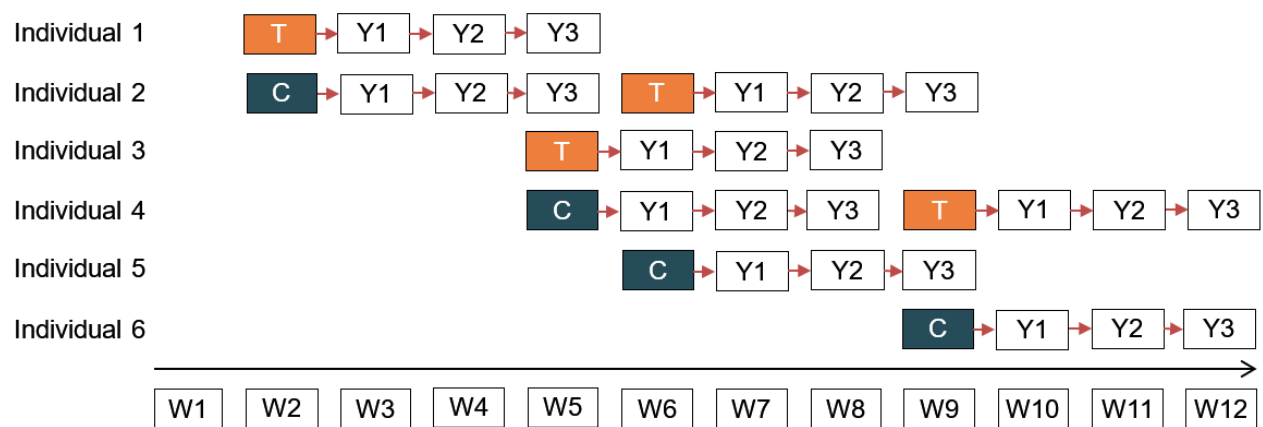 Individual 1 T Y1 Y2 Y3
Individual 2 C Y1 Y2 Y3 T Y1 Y2 Y3
Individual 3 T Y1 Y2 Y3
Individual 4 C Y1 Y2 Y3 T Y1 Y2 Y3
Individual 5 C Y1 Y2 Y3
Individual 6 C Y1 Y2 Y3
W1 W2 W3 W4 W5 W6 W7 W8 W9 W10 W11 W12